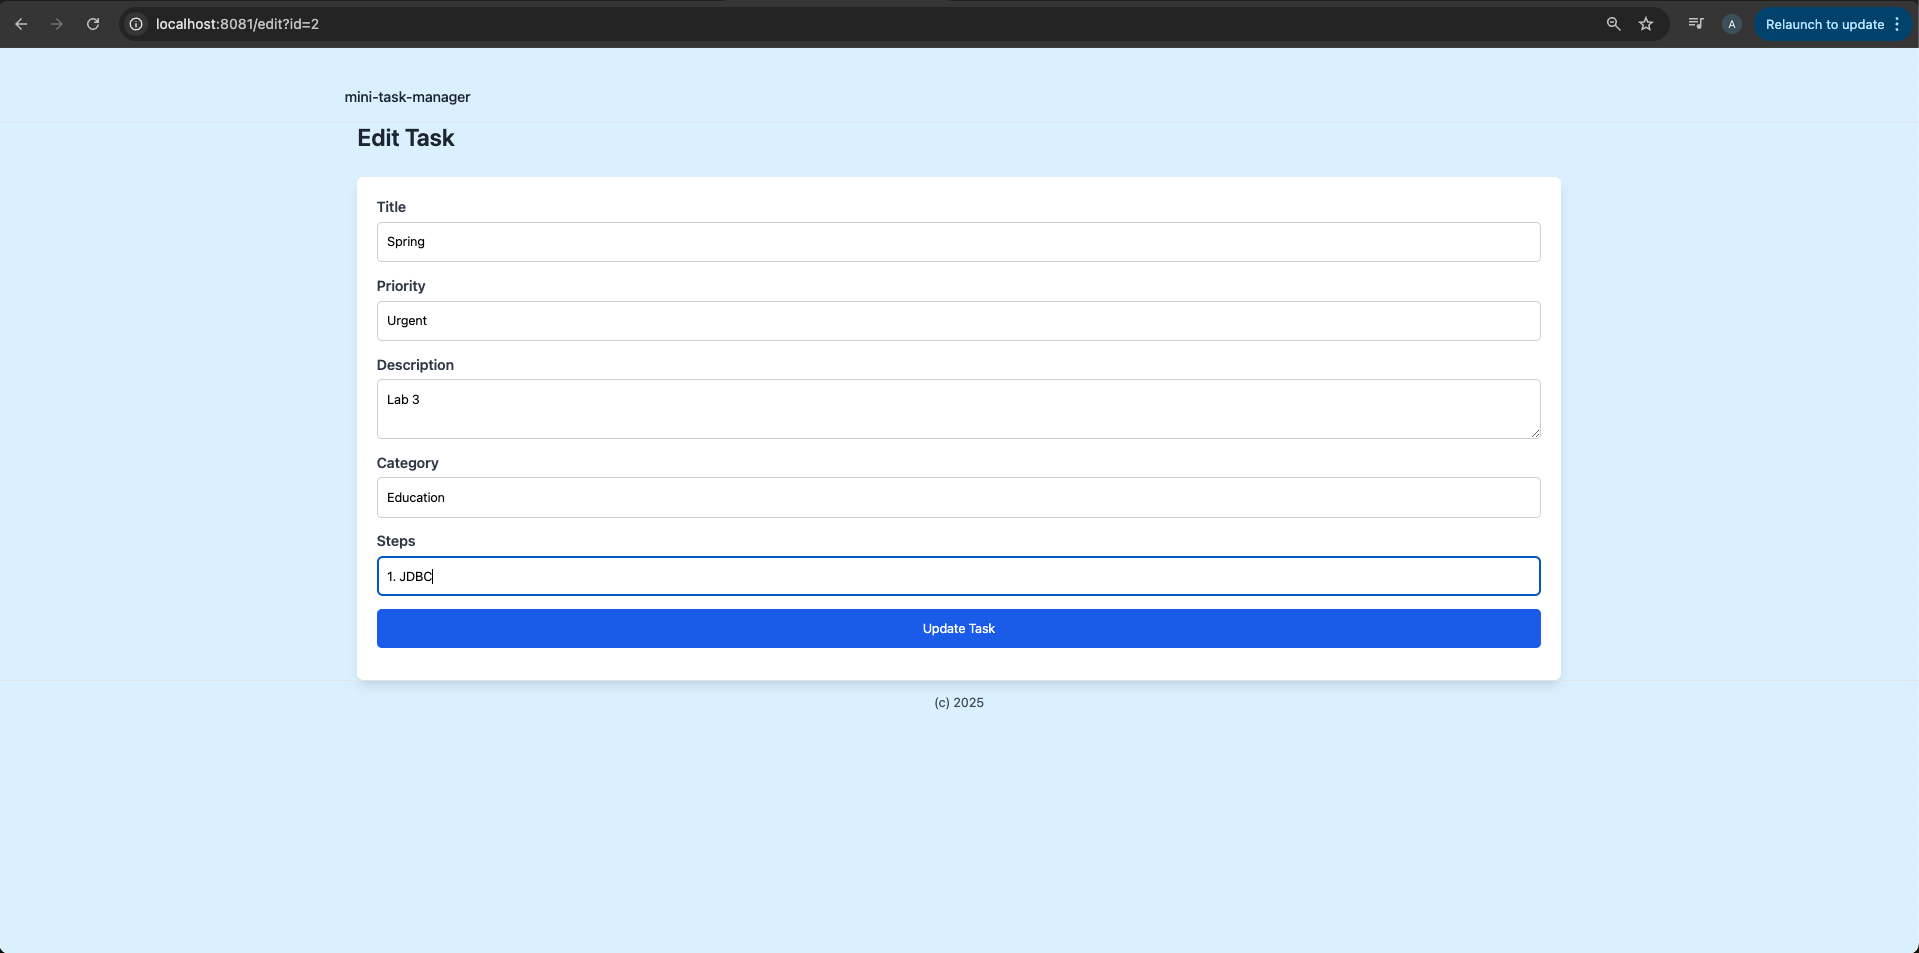 localhost:8081/edit?id=2
A
Relaunch to update
mini-task-manager
Edit Task
Title
Spring
Priority
Urgent
Description
Lab 3
Category
Education
Steps
1. JDBC
Update Task
(c) 2025